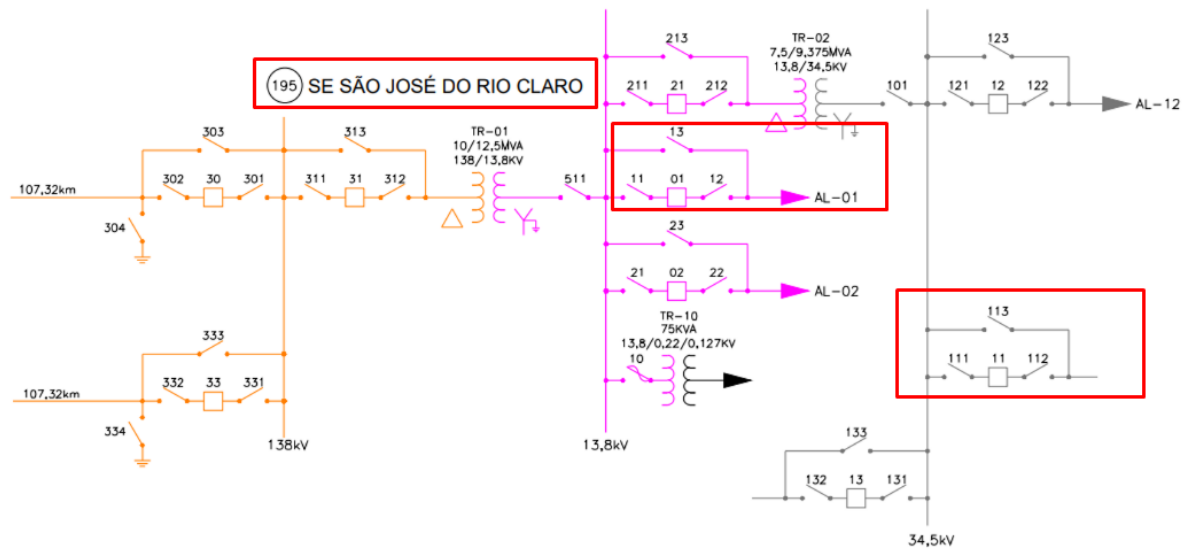 195 SE SÃO JOSÉ DO RIO CLARO
107,32km
303
302 30 301
304
313
311 31 312
TR-01
10/12,5MVA
138/13,8KV
511
107,32km
333
332 33 331
334
138kV
213
211 21 212
TR-02
7,5/9,375MVA
13,8/34,5KV
101
13
11 01 12
AL-01
23
21 02 22
AL-02
TR-10
75KVA
13,8/0,22/0,127KV
10
13,8kV
123
121 12 122
AL-12
113
111 11 112
133
132 13 131
34,5kV